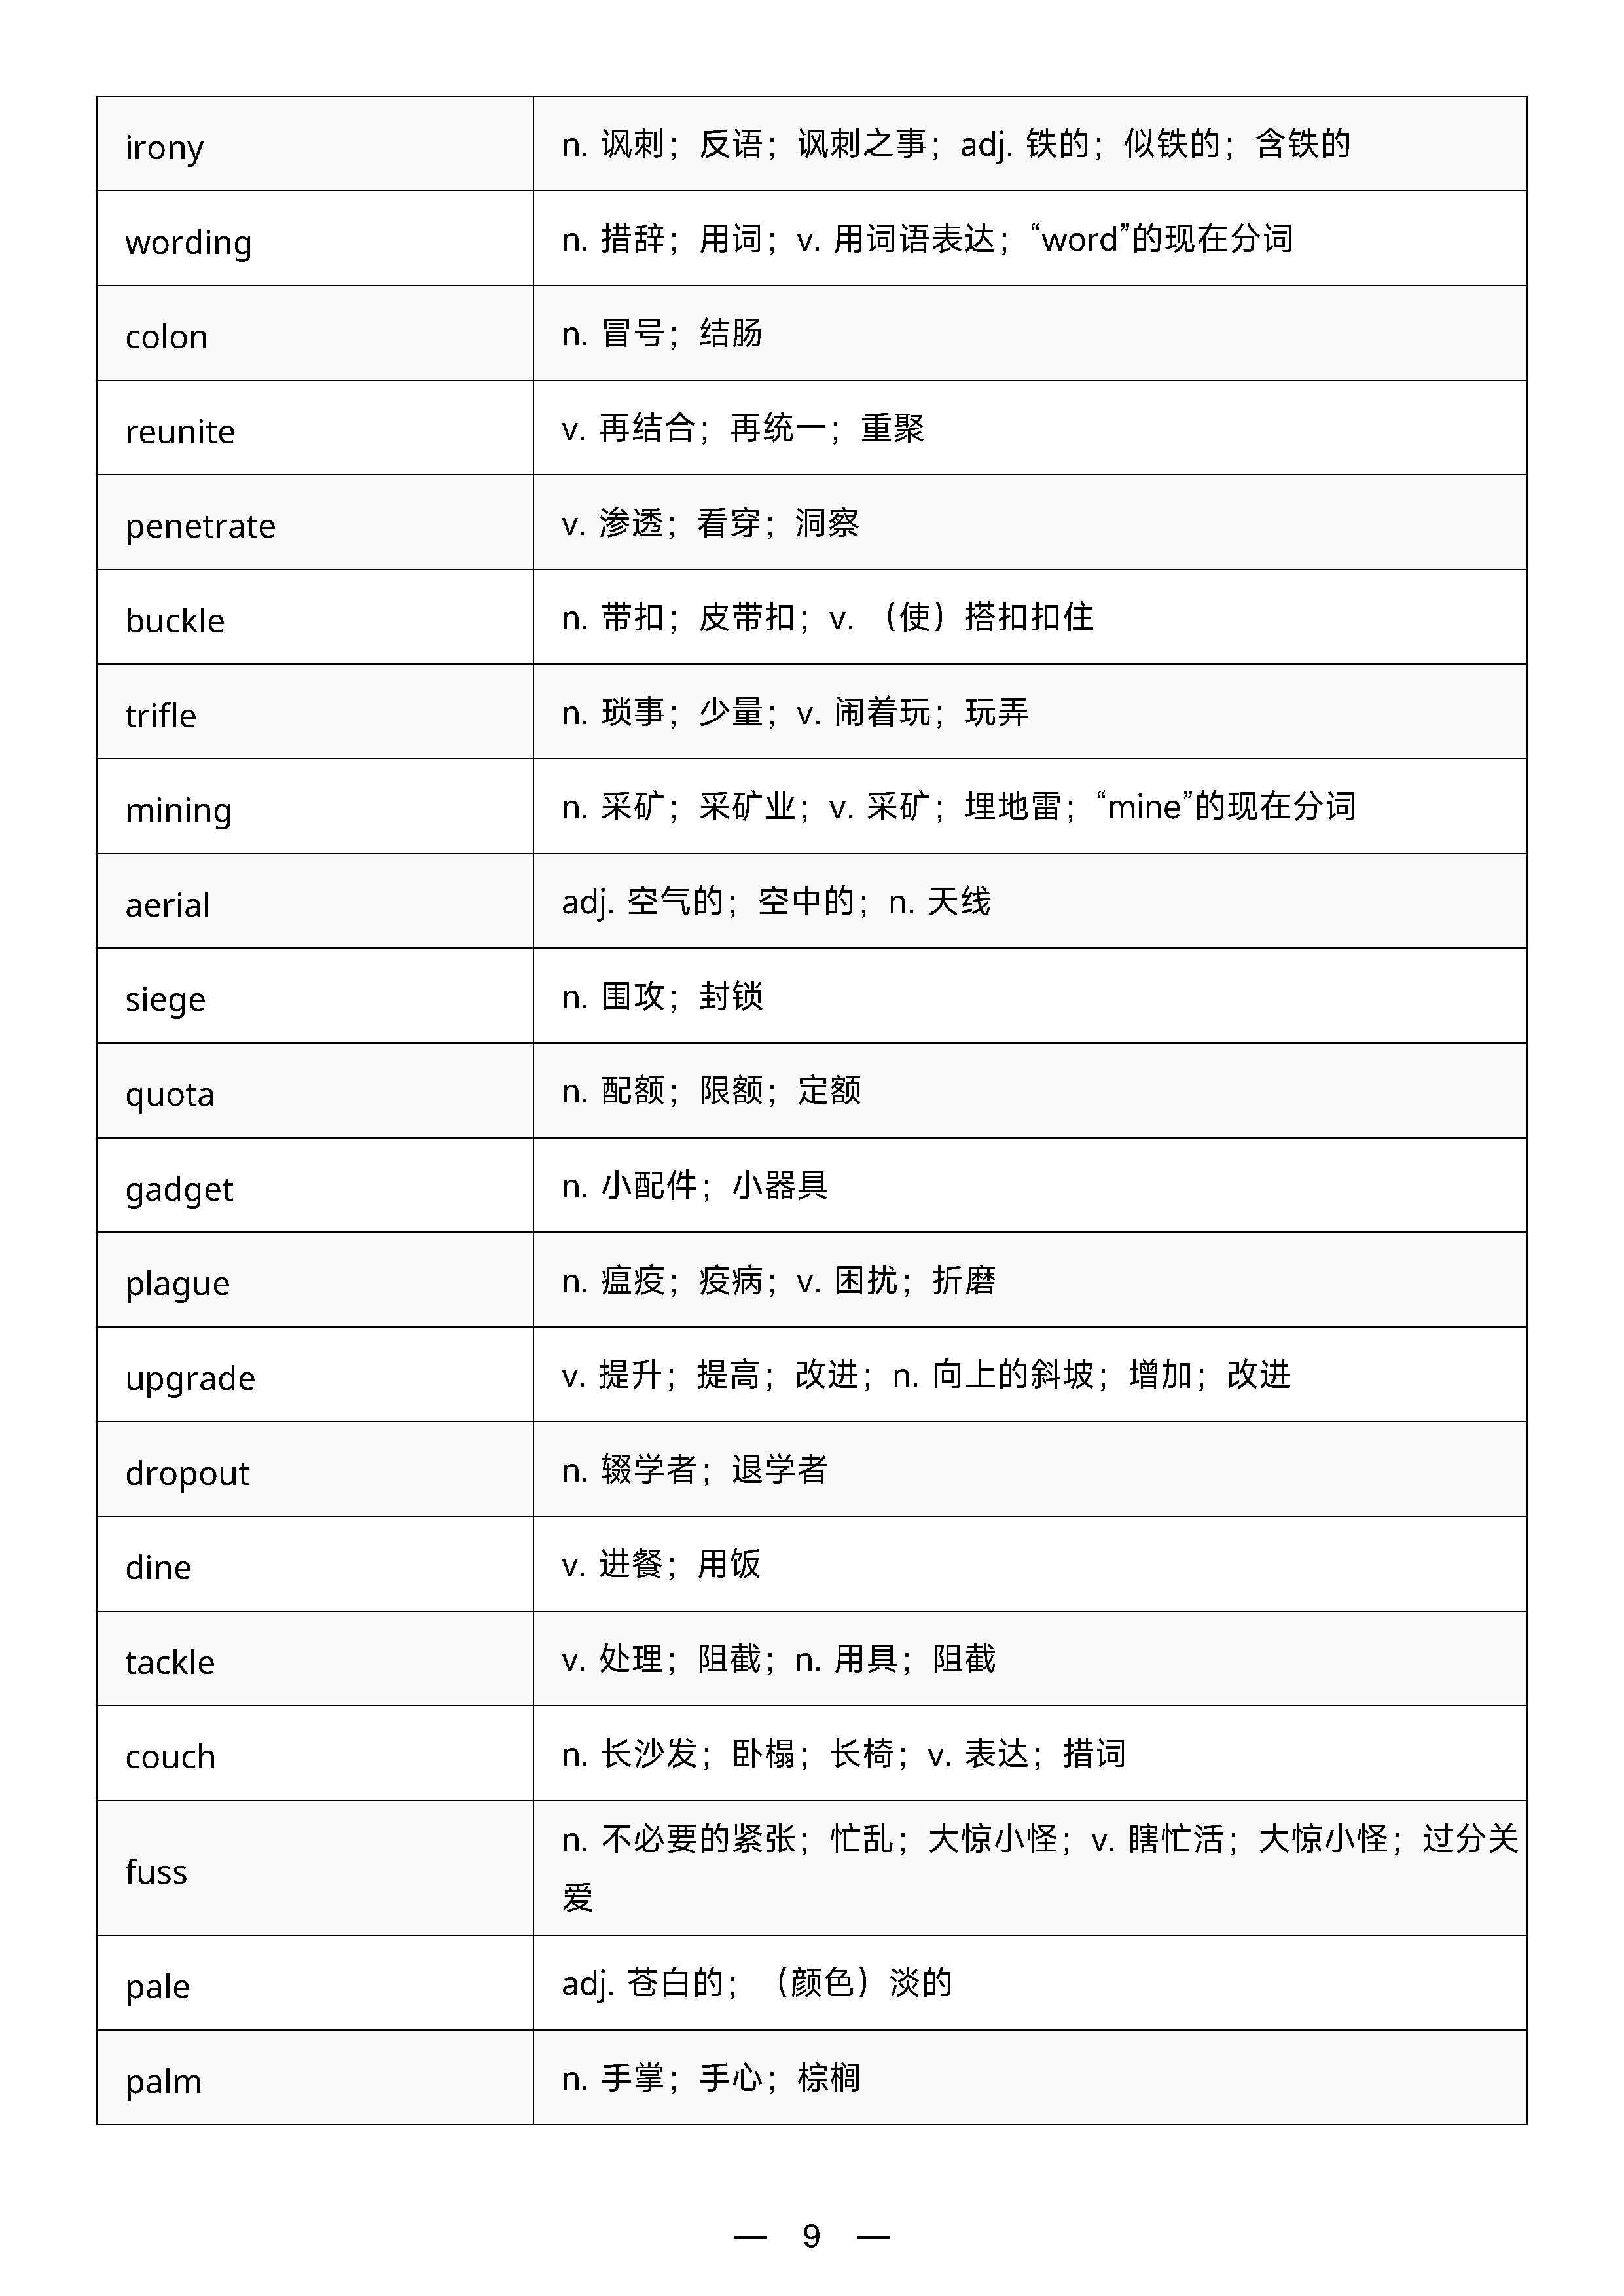 irony n. 讽刺；反语；讽刺之事；adj. 铁的；似铁的；含铁的
wording n. 措辞；用词；v. 用词语表达；“word”的现在分词
colon n. 冒号；结肠
reunite v. 再结合；再统一；重聚
penetrate v. 渗透；看穿；洞察
buckle n. 带扣；皮带扣；v. （使）搭扣扣住
trifle n. 琐事；少量；v. 闹着玩；玩弄
mining n. 采矿；采矿业；v. 采矿；埋地雷；“mine”的现在分词
aerial adj. 空气的；空中的；n. 天线
siege n. 围攻；封锁
quota n. 配额；限额；定额
gadget n. 小配件；小器具
plague n. 瘟疫；疫病；v. 困扰；折磨
upgrade v. 提升；提高；改进；n. 向上的斜坡；增加；改进
dropout n. 辍学者；退学者
dine v. 进餐；用饭
tackle v. 处理；阻截；n. 用具；阻截
couch n. 长沙发；卧榻；长椅；v. 表达；措词
fuss n. 不必要的紧张；忙乱；大惊小怪；v. 瞎忙活；大惊小怪；过分关
爱
pale adj. 苍白的；（颜色）淡的
palm n. 手掌；手心；棕榈
— 9 —